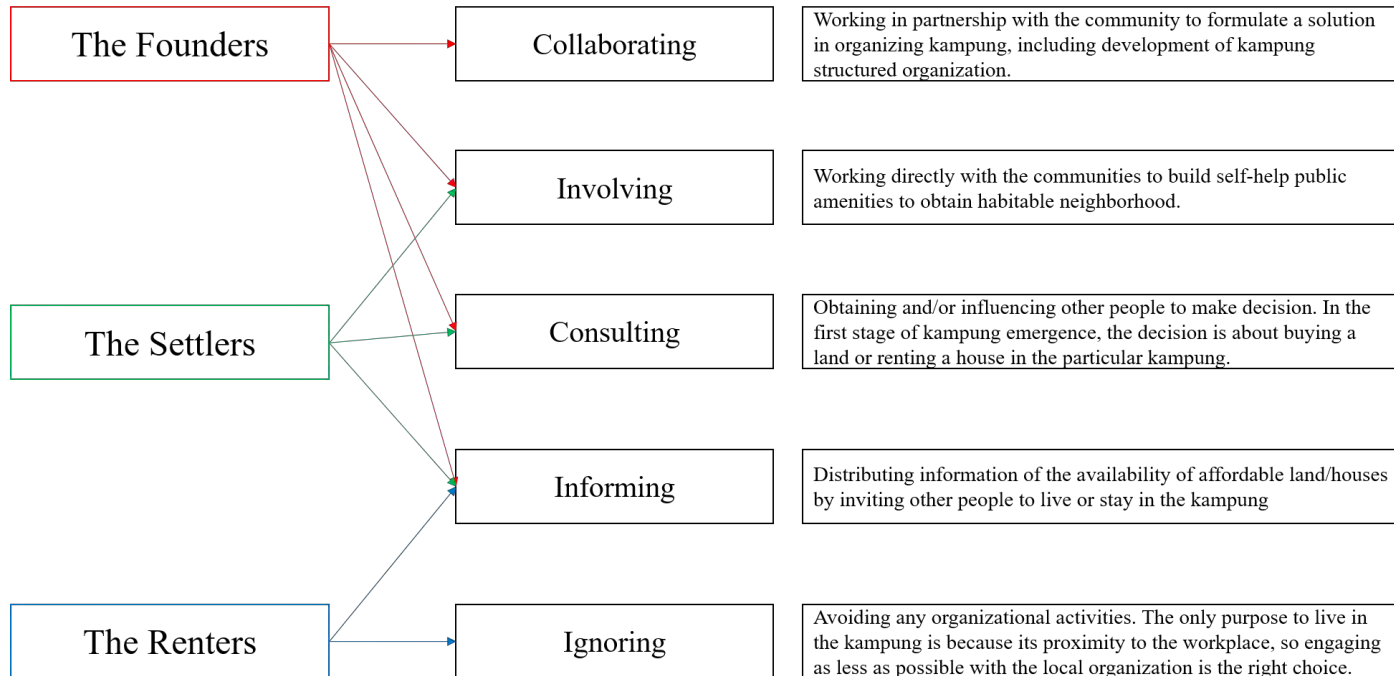 The Founders
Collaborating
Working in partnership with the community to formulate a solution
in organizing kampung, including development of kampung
structured organization.
Involving
Working directly with the communities to build self-help public
amenities to obtain habitable neighborhood.
The Settlers
Consulting
Obtaining and/or influencing other people to make decision. In the
first stage of kampung emergence, the decision is about buying a
land or renting a house in the particular kampung.
Informing
Distributing information of the availability of affordable land/houses
by inviting other people to live or stay in the kampung
The Renters
Ignoring
Avoiding any organizational activities. The only purpose to live in
the kampung is because its proximity to the workplace, so engaging
as less as possible with the local organization is the right choice.